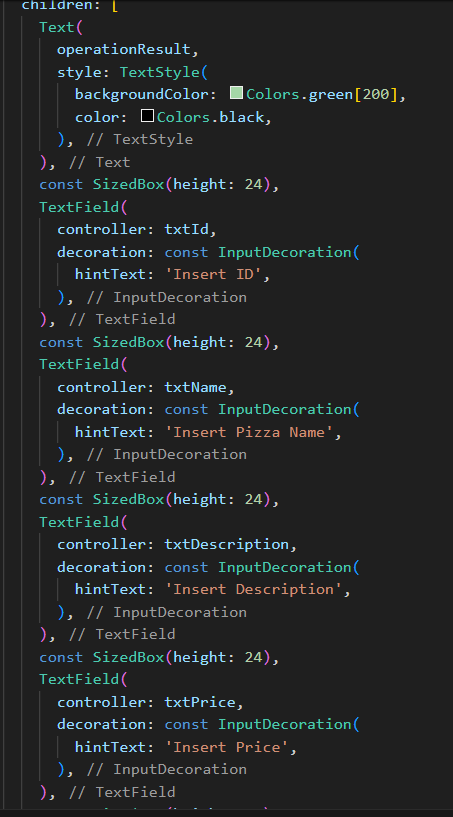 children: [
Text(
operationResult,
style: TextStyle(
backgroundColor: Colors.green[200],
color: Colors.black,
), // TextStyle
), // Text
const SizedBox(height: 24),
TextField(
controller: txtId,
decoration: const InputDecoration(
hintText: 'Insert ID',
), // InputDecoration
), // TextField
const SizedBox(height: 24),
TextField(
controller: txtName,
decoration: const InputDecoration(
hintText: 'Insert Pizza Name',
), // InputDecoration
), // TextField
const SizedBox(height: 24),
TextField(
controller: txtDescription,
decoration: const InputDecoration(
hintText: 'Insert Description',
), // InputDecoration
), // TextField
const SizedBox(height: 24),
TextField(
controller: txtPrice,
decoration: const InputDecoration(
hintText: 'Insert Price',
), // InputDecoration
), // TextField